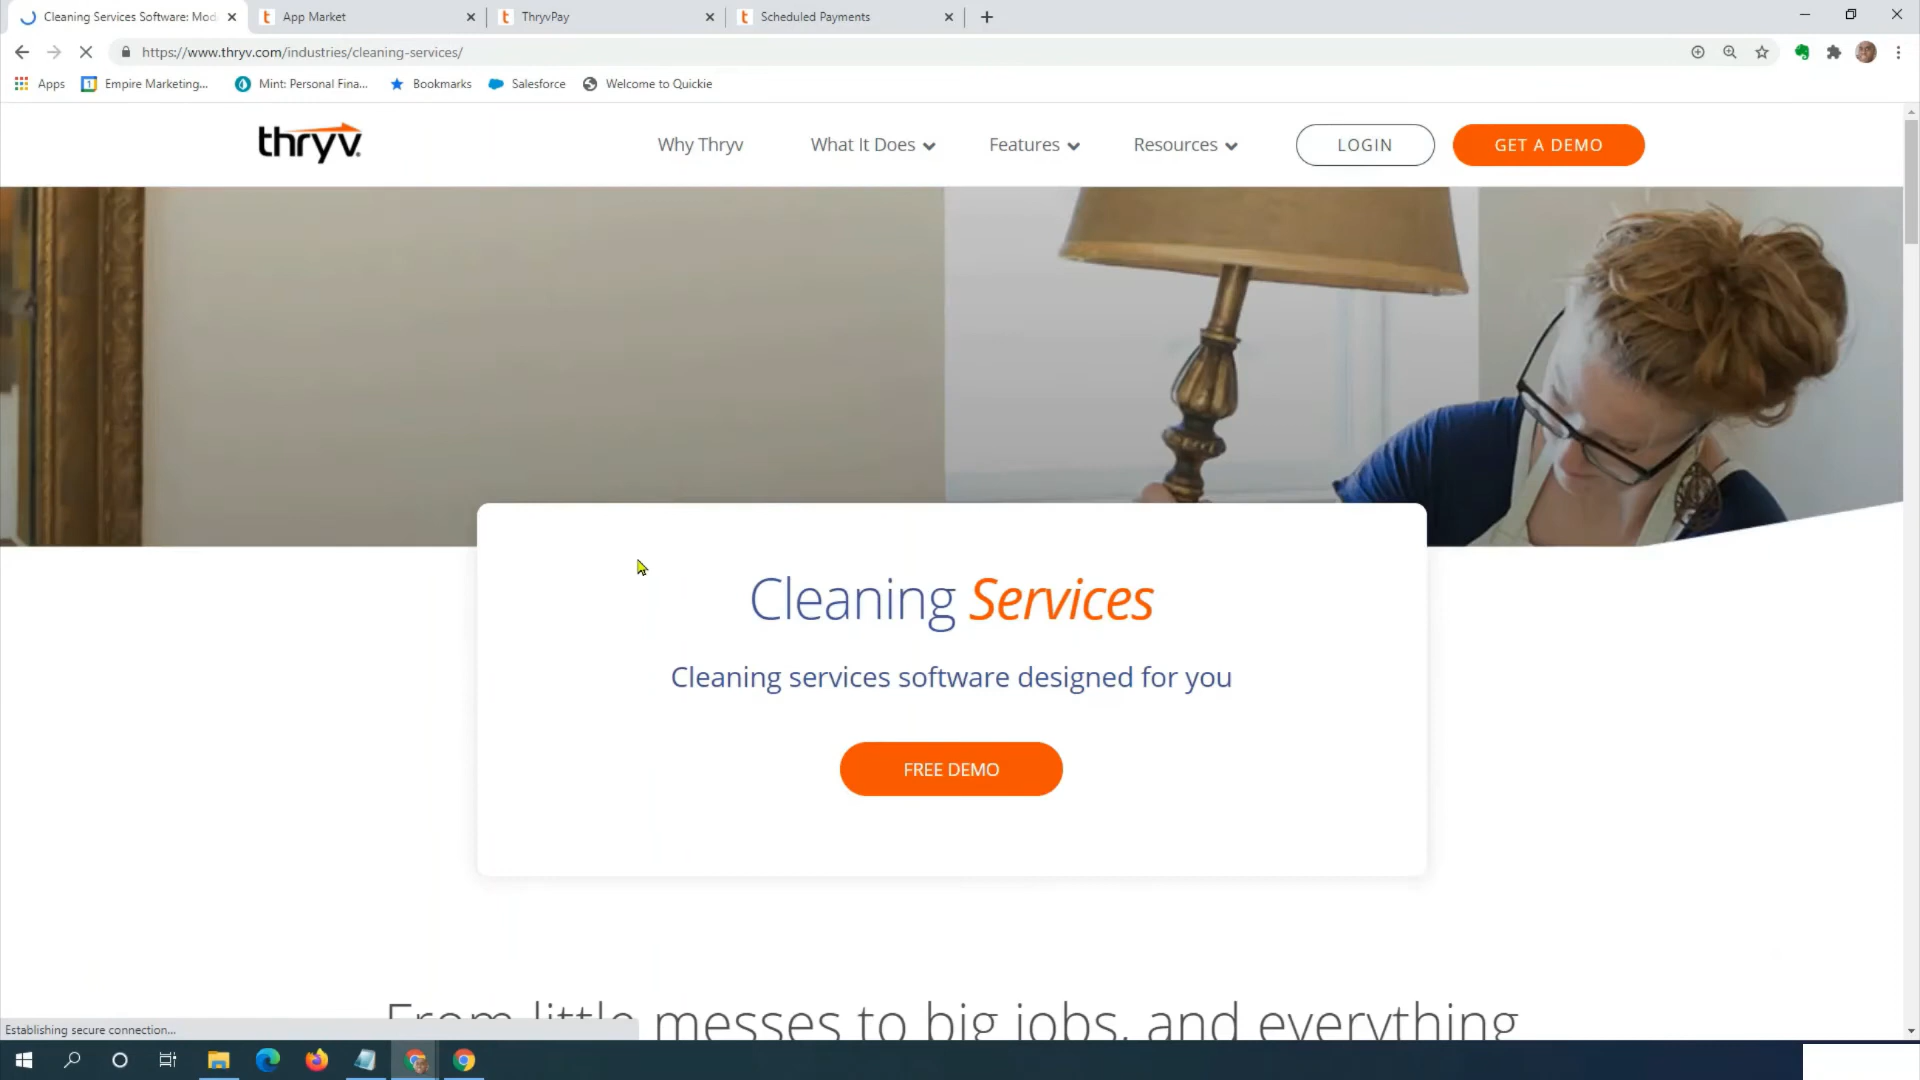 Cleaning Services Software: Mod
App Market
ThryvPay
Scheduled Payments
https://www.thryv.com/industries/cleaning-services/
Apps
Empire Marketing...
Mint: Personal Fina...
Bookmarks
Salesforce
Welcome to Quickie
thryv
Why Thryv
What It Does
Features
Resources
LOGIN
GET A DEMO
Cleaning Services
Cleaning services software designed for you
FREE DEMO
From little messes to big jobs, and everything
Establishing secure connection...